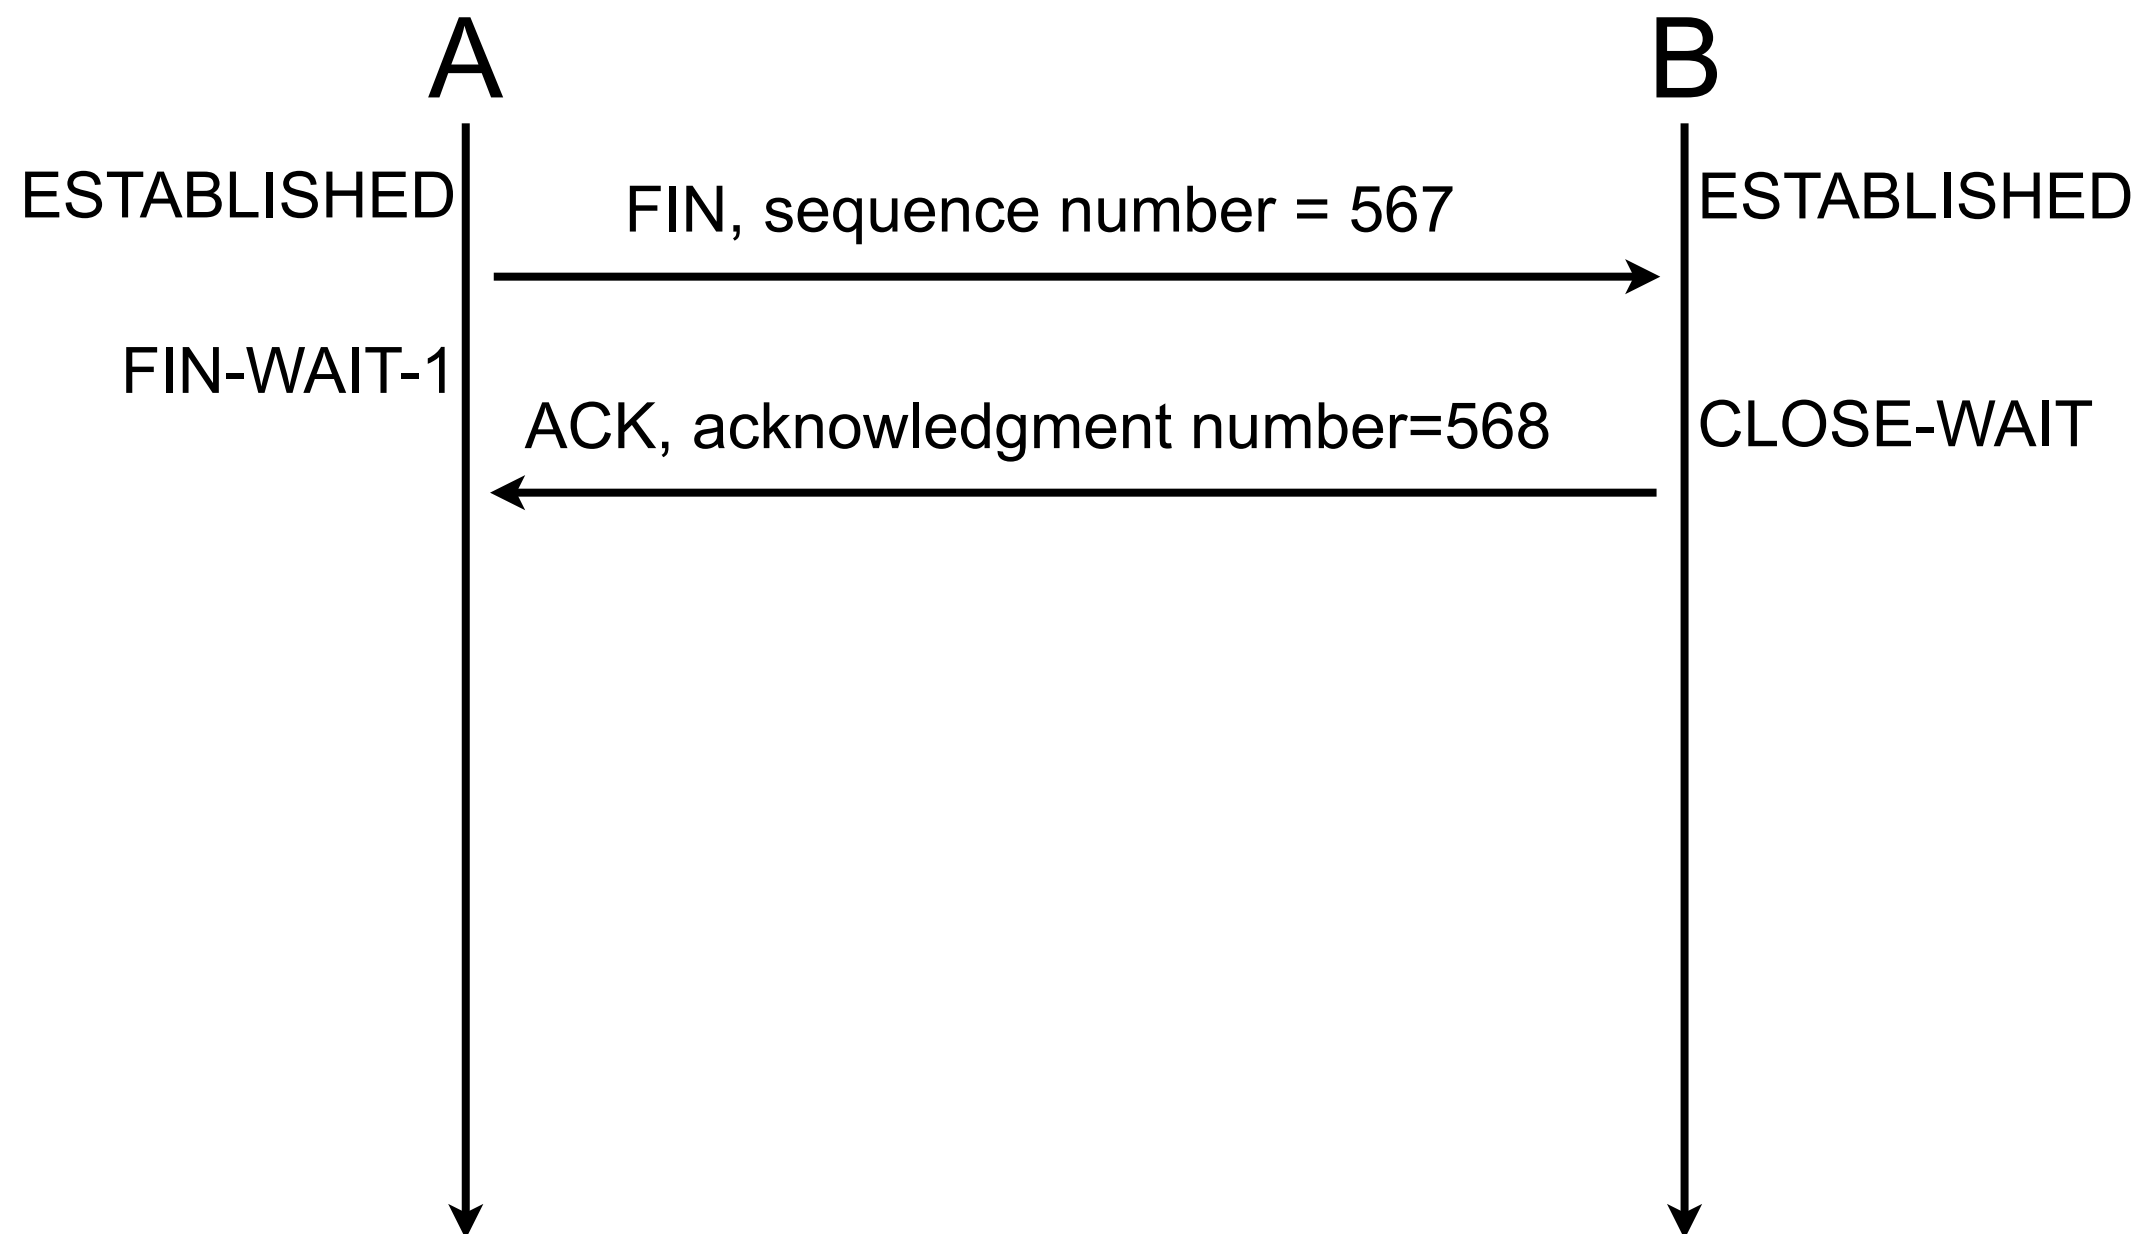 A
B
ESTABLISHED
FIN, sequence number = 567
ESTABLISHED
FIN-WAIT-1
ACK, acknowledgment number=568
CLOSE-WAIT